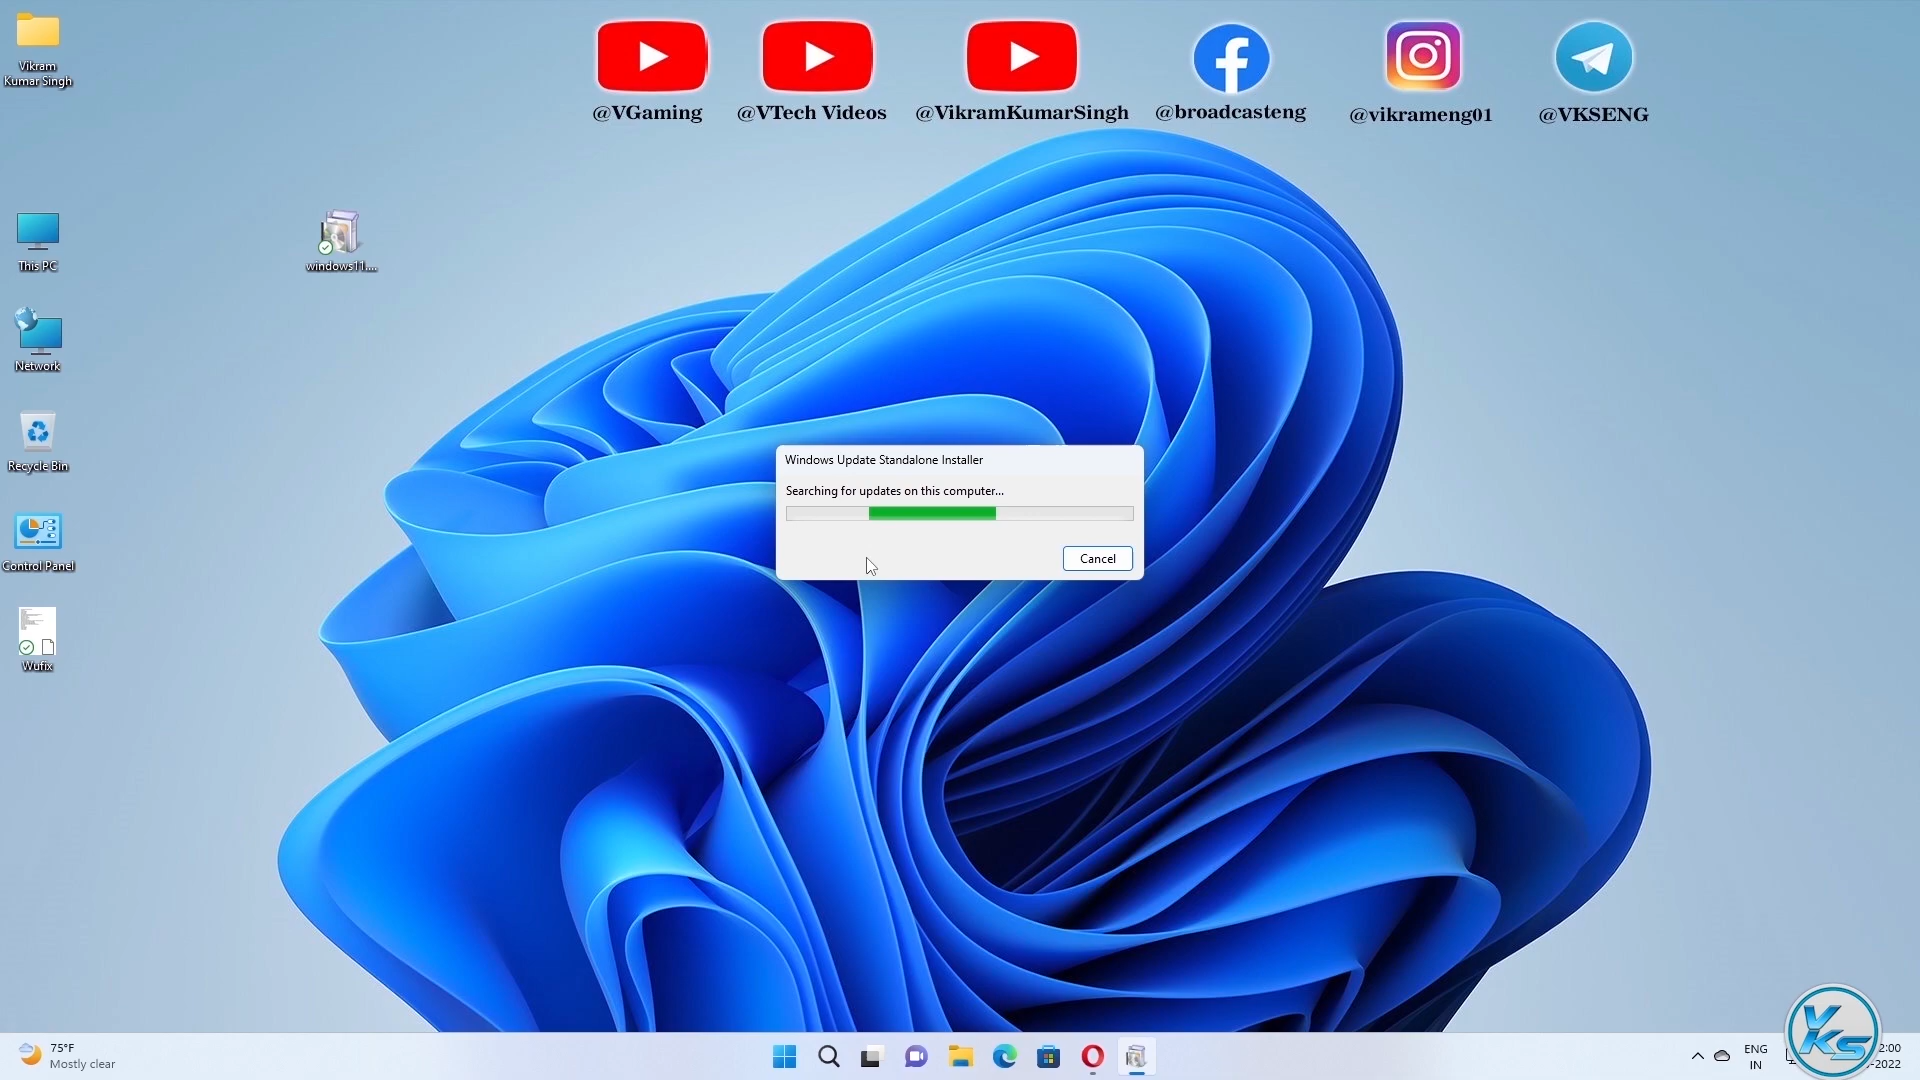 @VGaming
@VTech Videos
@VikramKumarSingh
@broadcasteng
@vikrameng01
@VKSENG
Vikram
Kumar Singh
This PC
windows11....
Network
Recycle Bin
Control Panel
Wufix
Windows Update Standalone Installer
Searching for updates on this computer...
Cancel
75°F
Mostly clear
ENG
IN
2:00
-2022
VKS